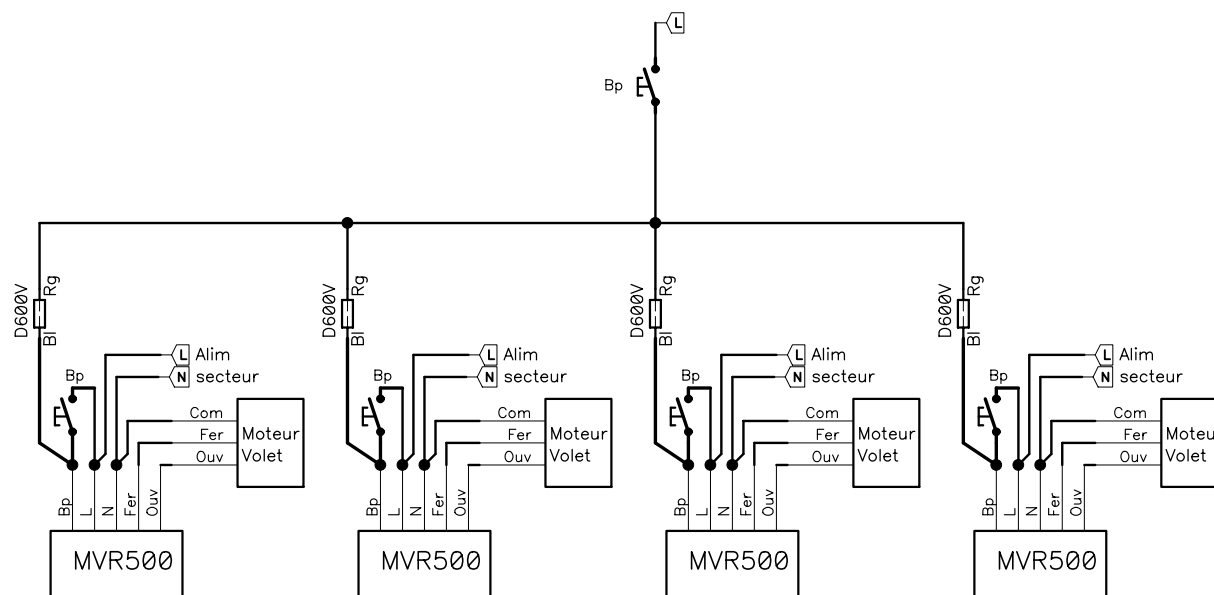 L
Bp
D600V Rg Bl
D600V Rg Bl
D600V Rg Bl
D600V Rg Bl
L Alim
N secteur
Bp
Com
Fer
Ouv
Moteur
Volet
Bp L N Fer Ouv
MVR500
L Alim
N secteur
Bp
Com
Fer
Ouv
Moteur
Volet
Bp L N Fer Ouv
MVR500
L Alim
N secteur
Bp
Com
Fer
Ouv
Moteur
Volet
Bp L N Fer Ouv
MVR500
L Alim
N secteur
Bp
Com
Fer
Ouv
Moteu
Volet
Bp L N Fer Ouv
MVR500